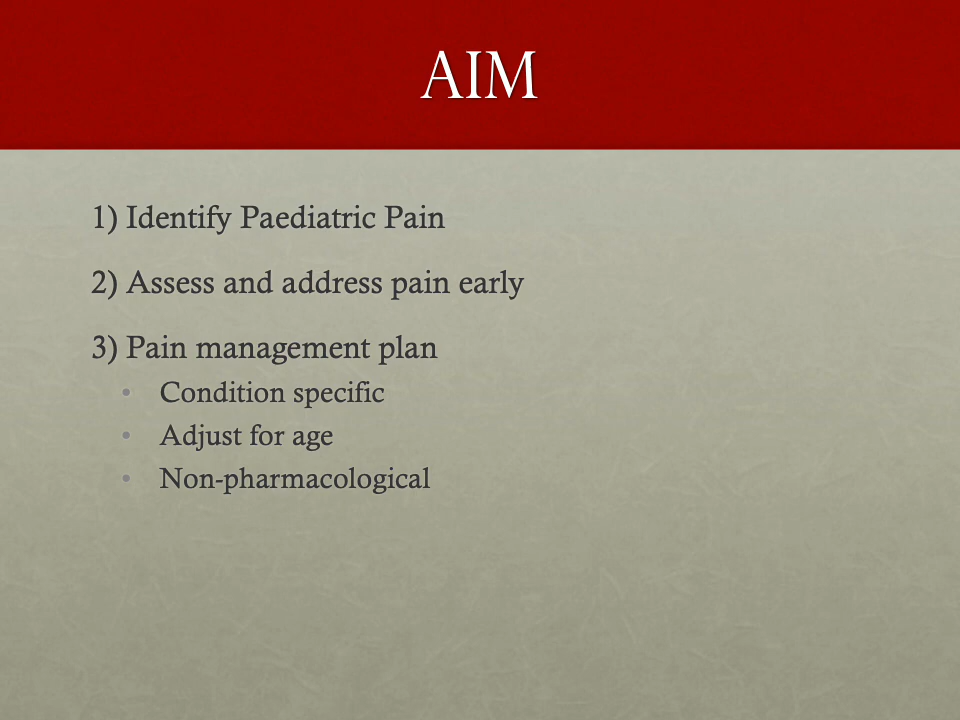 AIM
1) Identify Paediatric Pain
2) Assess and address pain early
3) Pain management plan
• Condition specific
• Adjust for age
• Non-pharmacological